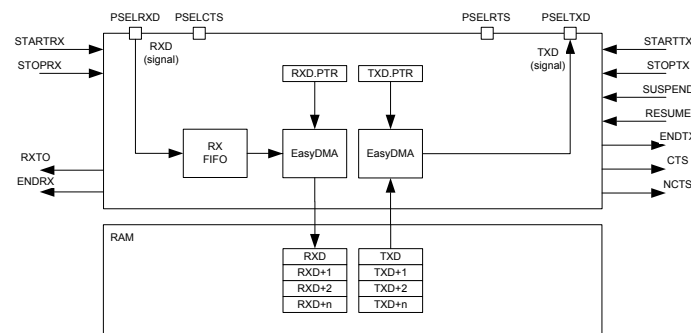 PSELRXD PSELCTS PSELRTS PSELTXD
STARTRX
STOPRX
RXD
(signal)
TXD
(signal)
STARTTX
STOPTX
SUSPEND
RESUME
RXD.PTR TXD.PTR
RX
FIFO
EasyDMA
EasyDMA
RXTO
ENDRX
ENDTX
CTS
NCTS
RAM
RXD
RXD+1
RXD+2
RXD+n
TXD
TXD+1
TXD+2
TXD+n